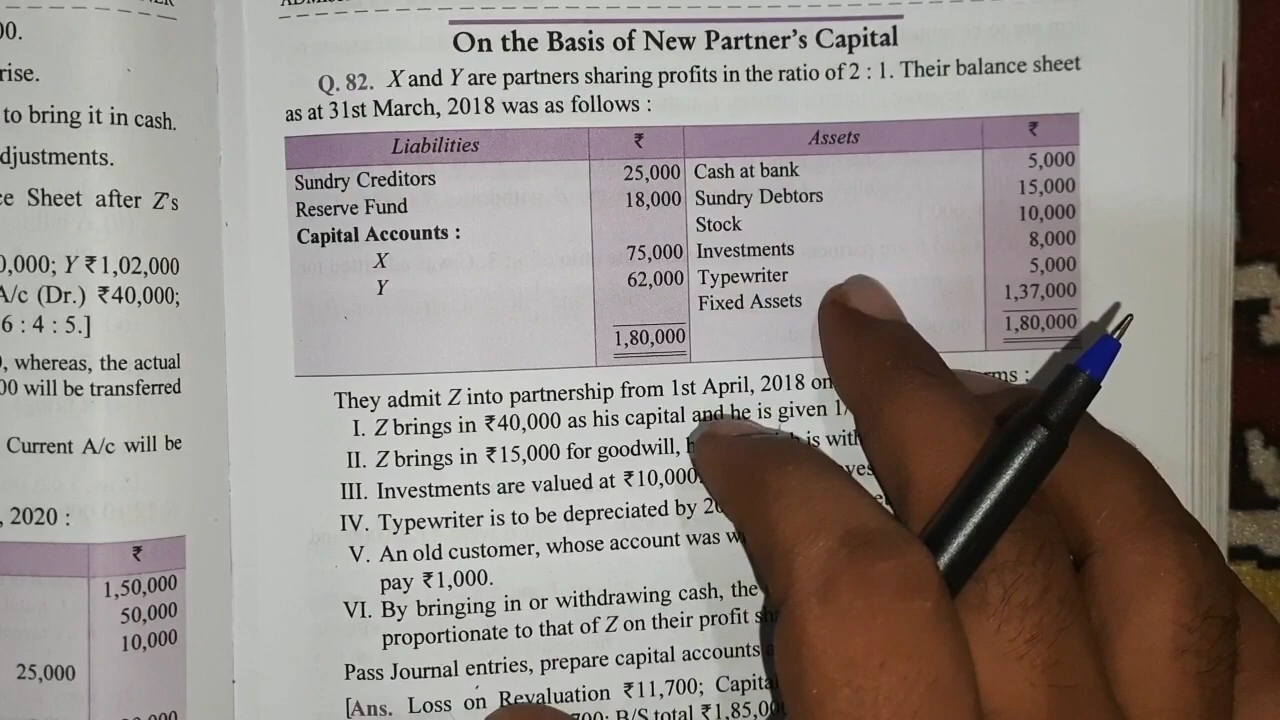 00.
rise.
to bring it in cash.
djustments.
ce Sheet after Z's
0,000; Y ₹1,02,000
A/c (Dr.) ₹40,000;
6 : 4 : 5.]
, whereas, the actual
00 will be transferred
Current A/c will be
, 2020 :
₹
1,50,000
50,000
10,000
25,000
On the Basis of New Partner's Capital
Q. 82. X and Y are partners sharing profits in the ratio of 2 : 1. Their balance sheet
as at 31st March, 2018 was as follows :
Liabilities ₹ Assets ₹
Sundry Creditors 25,000 Cash at bank 5,000
Reserve Fund 18,000 Sundry Debtors 15,000
Capital Accounts : Stock 10,000
X 75,000 Investments 8,000
Y 62,000 Typewriter 5,000
Fixed Assets 1,37,000
1,80,000 1,80,000
They admit Z into partnership from 1st April, 2018 on
I. Z brings in ₹40,000 as his capital and he is given 1/
II. Z brings in ₹15,000 for goodwill, is with
III. Investments are valued at ₹10,000.
IV. Typewriter is to be depreciated by 20
V. An old customer, whose account was w
pay ₹1,000.
VI. By bringing in or withdrawing cash, the
proportionate to that of Z on their profit sh
Pass Journal entries, prepare capital accounts
[Ans. Loss on Revaluation ₹11,700; Capita
700; B/S total ₹1,85,00